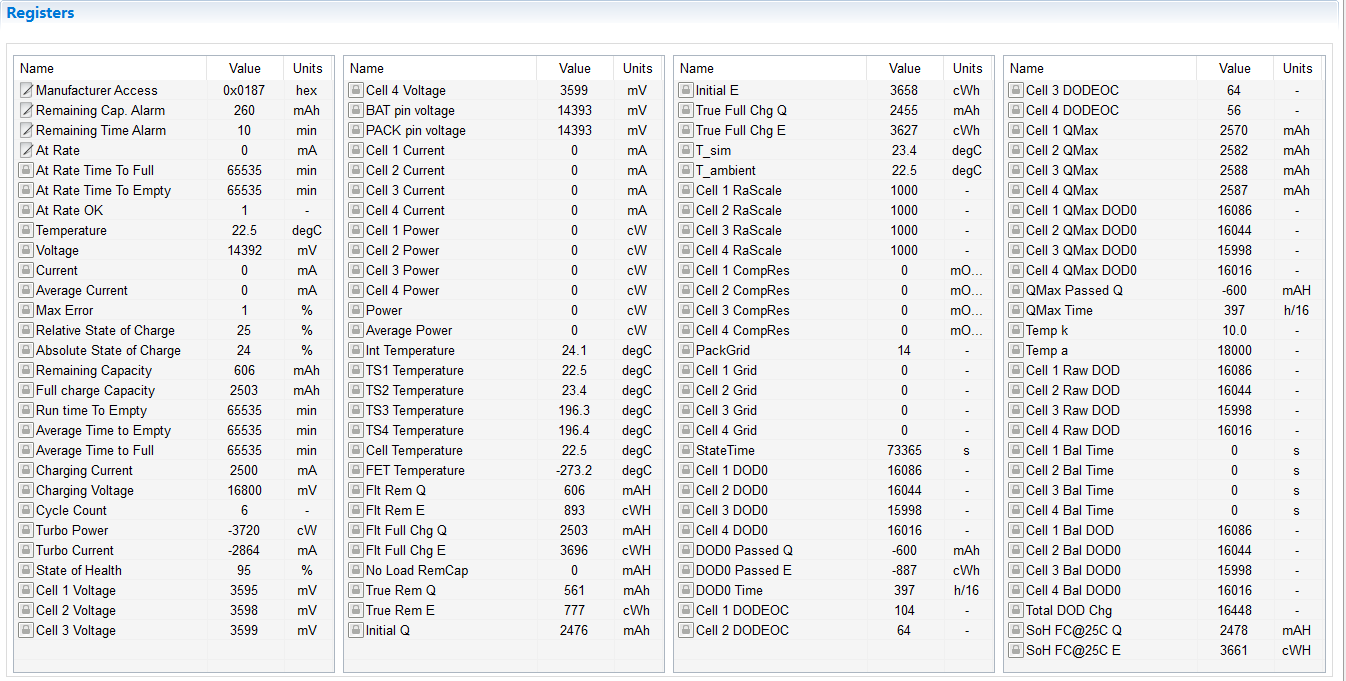 Registers
Name Value Units
Manufacturer Access 0x0187 hex
Remaining Cap. Alarm 260 mAh
Remaining Time Alarm 10 min
At Rate 0 mA
At Rate Time To Full 65535 min
At Rate Time To Empty 65535 min
At Rate OK 1 -
Temperature 22.5 degC
Voltage 14392 mV
Current 0 mA
Average Current 0 mA
Max Error 1 %
Relative State of Charge 25 %
Absolute State of Charge 24 %
Remaining Capacity 606 mAh
Full charge Capacity 2503 mAh
Run time To Empty 65535 min
Average Time to Empty 65535 min
Average Time to Full 65535 min
Charging Current 2500 mA
Charging Voltage 16800 mV
Cycle Count 6 -
Turbo Power -3720 cW
Turbo Current -2864 mA
State of Health 95 %
Cell 1 Voltage 3595 mV
Cell 2 Voltage 3598 mV
Cell 3 Voltage 3599 mV
Name Value Units
Cell 4 Voltage 3599 mV
BAT pin voltage 14393 mV
PACK pin voltage 14393 mV
Cell 1 Current 0 mA
Cell 2 Current 0 mA
Cell 3 Current 0 mA
Cell 4 Current 0 mA
Cell 1 Power 0 cW
Cell 2 Power 0 cW
Cell 3 Power 0 cW
Cell 4 Power 0 cW
Power 0 cW
Average Power 0 cW
Int Temperature 24.1 degC
TS1 Temperature 22.5 degC
TS2 Temperature 23.4 degC
TS3 Temperature 196.3 degC
TS4 Temperature 196.4 degC
Cell Temperature 22.5 degC
FET Temperature -273.2 degC
Flt Rem Q 606 mAH
Flt Rem E 893 cWH
Flt Full Chg Q 2503 mAH
Flt Full Chg E 3696 cWH
No Load RemCap 0 mAH
True Rem Q 561 mAh
True Rem E 777 cWh
Initial Q 2476 mAh
Name Value Units
Initial E 3658 cWh
True Full Chg Q 2455 mAh
True Full Chg E 3627 cWh
T_sim 23.4 degC
T_ambient 22.5 degC
Cell 1 RaScale 1000 -
Cell 2 RaScale 1000 -
Cell 3 RaScale 1000 -
Cell 4 RaScale 1000 -
Cell 1 CompRes 0 mO...
Cell 2 CompRes 0 mO...
Cell 3 CompRes 0 mO...
Cell 4 CompRes 0 mO...
PackGrid 14 -
Cell 1 Grid 0 -
Cell 2 Grid 0 -
Cell 3 Grid 0 -
Cell 4 Grid 0 -
StateTime 73365 s
Cell 1 DOD0 16086 -
Cell 2 DOD0 16044 -
Cell 3 DOD0 15998 -
Cell 4 DOD0 16016 -
DOD0 Passed Q -600 mAh
DOD0 Passed E -887 cWh
DOD0 Time 397 h/16
Cell 1 DODEOC 104 -
Cell 2 DODEOC 64 -
Name Value Units
Cell 3 DODEOC 64 -
Cell 4 DODEOC 56 -
Cell 1 QMax 2570 mAh
Cell 2 QMax 2582 mAh
Cell 3 QMax 2588 mAh
Cell 4 QMax 2587 mAh
Cell 1 QMax DOD0 16086 -
Cell 2 QMax DOD0 16044 -
Cell 3 QMax DOD0 15998 -
Cell 4 QMax DOD0 16016 -
QMax Passed Q -600 mAH
QMax Time 397 h/16
Temp k 10.0 -
Temp a 18000 -
Cell 1 Raw DOD 16086 -
Cell 2 Raw DOD 16044 -
Cell 3 Raw DOD 15998 -
Cell 4 Raw DOD 16016 -
Cell 1 Bal Time 0 s
Cell 2 Bal Time 0 s
Cell 3 Bal Time 0 s
Cell 4 Bal Time 0 s
Cell 1 Bal DOD 16086 -
Cell 2 Bal DOD0 16044 -
Cell 3 Bal DOD0 15998 -
Cell 4 Bal DOD0 16016 -
Total DOD Chg 16448 -
SoH FC@25C Q 2478 mAH
SoH FC@25C E 3661 cWH